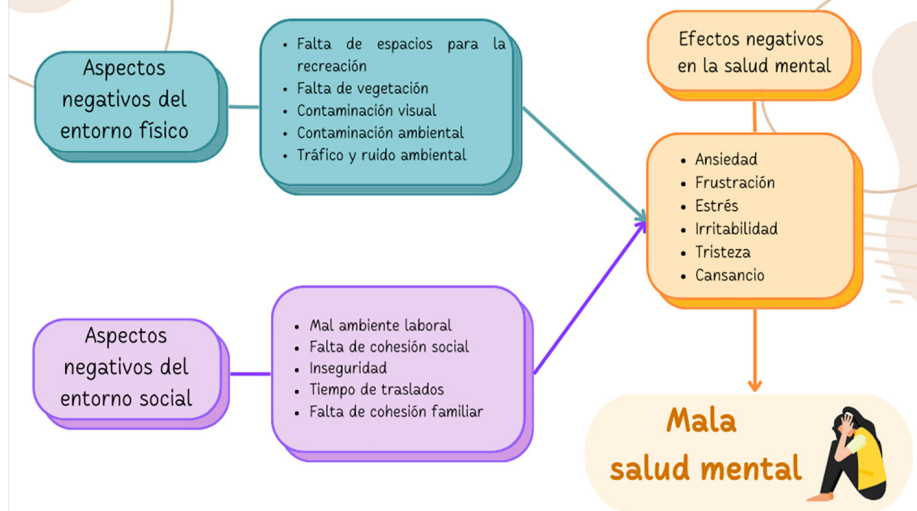 Aspectos
negativos del
entorno físico
• Falta de espacios para la
recreación
• Falta de vegetación
• Contaminación visual
• Contaminación ambiental
• Tráfico y ruido ambiental
Aspectos
negativos del
entorno social
• Mal ambiente laboral
• Falta de cohesión social
• Inseguridad
• Tiempo de traslados
• Falta de cohesión familiar
Efectos negativos
en la salud mental
• Ansiedad
• Frustración
• Estrés
• Irritabilidad
• Tristeza
• Cansancio
Mala
salud mental